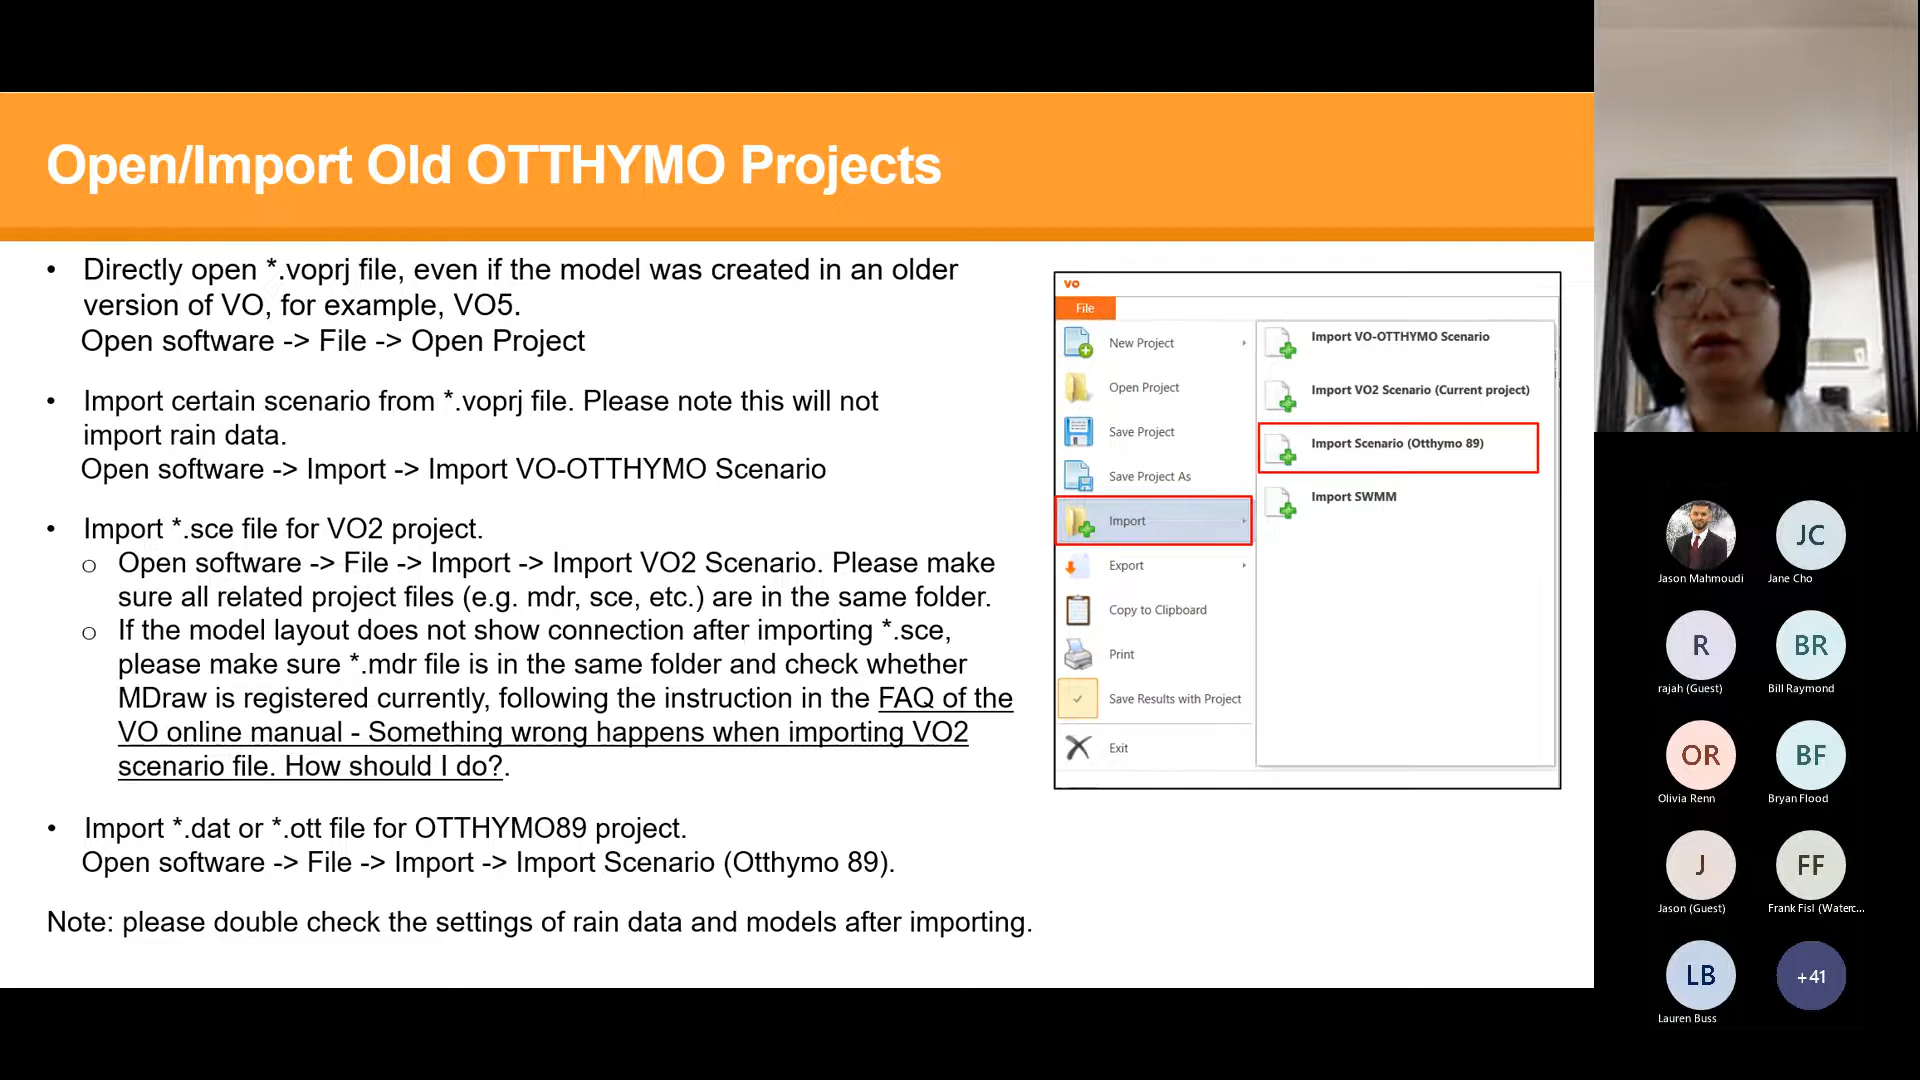 Open/Import Old OTTHYMO Projects
• Directly open *.voprj file, even if the model was created in an older
version of VO, for example, VO5.
Open software -> File -> Open Project
• Import certain scenario from *.voprj file. Please note this will not
import rain data.
Open software -> Import -> Import VO-OTTHYMO Scenario
• Import *.sce file for VO2 project.
o Open software -> File -> Import -> Import VO2 Scenario. Please make
sure all related project files (e.g. mdr, sce, etc.) are in the same folder.
o If the model layout does not show connection after importing *.sce,
please make sure *.mdr file is in the same folder and check whether
MDraw is registered currently, following the instruction in the FAQ of the
VO online manual - Something wrong happens when importing VO2
scenario file. How should I do?.
• Import *.dat or *.ott file for OTTHYMO89 project.
Open software -> File -> Import -> Import Scenario (Otthymo 89).
Note: please double check the settings of rain data and models after importing.
VO
File
New Project
Open Project
Save Project
Save Project As
Import
Export
Copy to Clipboard
Print
Save Results with Project
Exit
Import VO-OTTHYMO Scenario
Import VO2 Scenario (Current project)
Import Scenario (Otthymo 89)
Import SWMM
Jason Mahmoudi
JC
Jane Cho
R
rajah (Guest)
BR
Bill Raymond
OR
Olivia Renn
BF
Bryan Flood
J
Jason (Guest)
FF
Frank Fisl (Waterc...
LB
Lauren Buss
+41